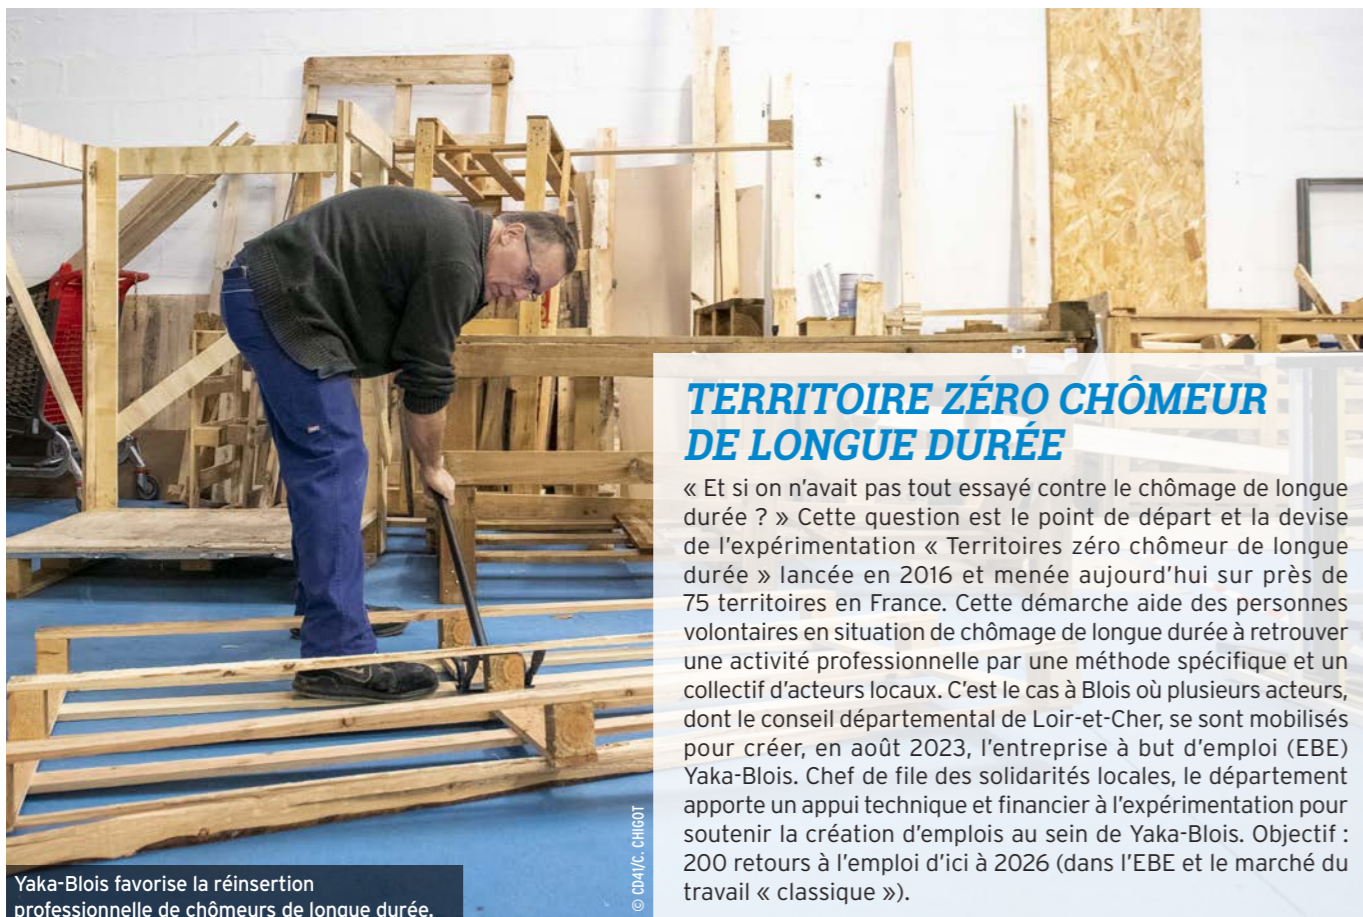 TERRITOIRE ZÉRO CHÔMEUR
DE LONGUE DURÉE
« Et si on n'avait pas tout essayé contre le chômage de longue
durée ? » Cette question est le point de départ et la devise
de l'expérimentation « Territoires zéro chômeur de longue
durée » lancée en 2016 et menée aujourd'hui sur près de
75 territoires en France. Cette démarche aide des personnes
volontaires en situation de chômage de longue durée à retrouver
une activité professionnelle par une méthode spécifique et un
collectif d'acteurs locaux. C'est le cas à Blois où plusieurs acteurs,
dont le conseil départemental de Loir-et-Cher, se sont mobilisés
pour créer, en août 2023, l'entreprise à but d'emploi (EBE)
Yaka-Blois. Chef de file des solidarités locales, le département
apporte un appui technique et financier à l'expérimentation pour
soutenir la création d'emplois au sein de Yaka-Blois. Objectif :
200 retours à l'emploi d'ici à 2026 (dans l'EBE et le marché du
travail « classique »).
© CD41/C. CHIGOT
Yaka-Blois favorise la réinsertion
professionnelle de chômeurs de longue durée.